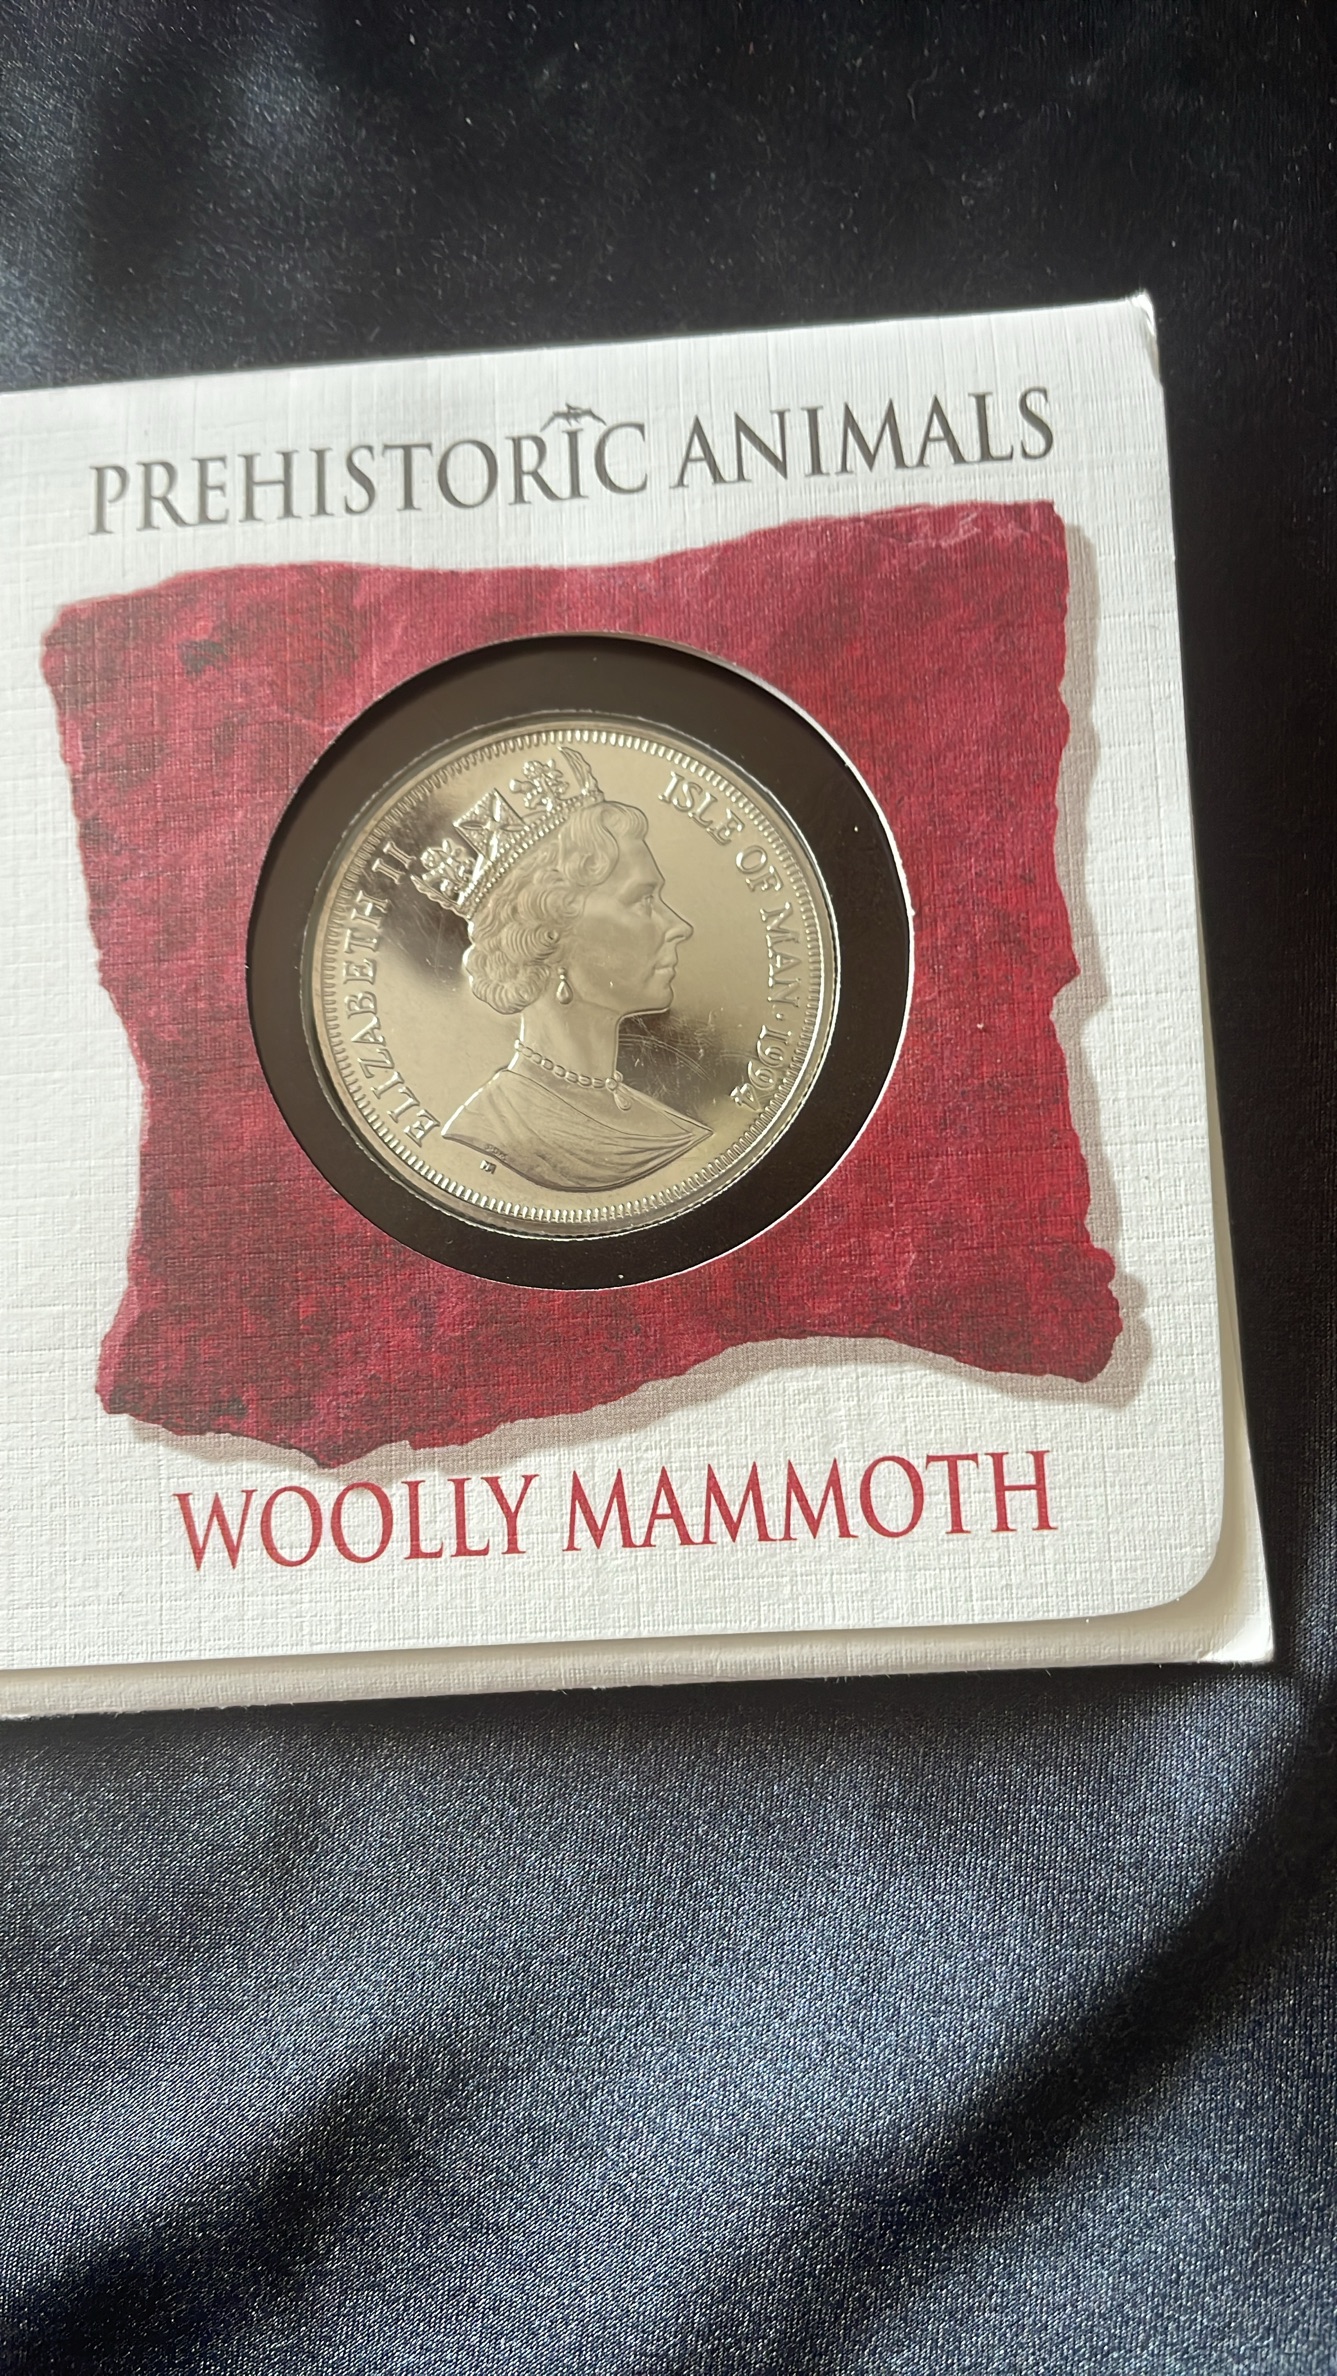 PREHISTORIC ANIMALS
ELIZABETH II
ISLE OF MAN · 1994
WOOLLY MAMMOTH